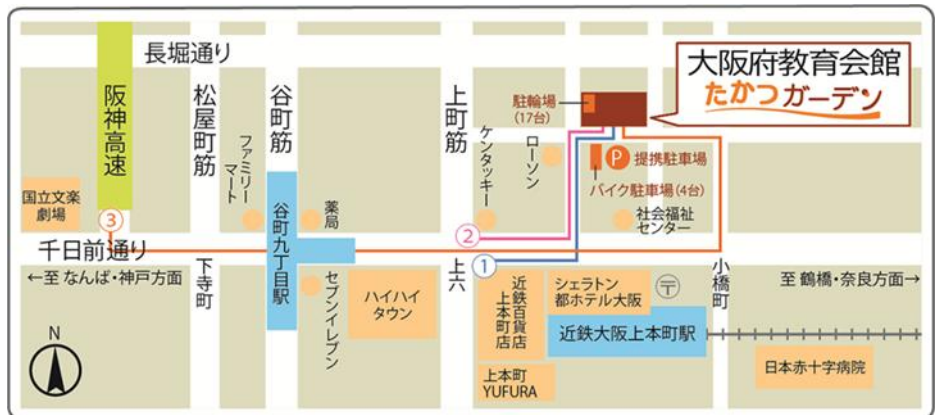 長堀通り
阪神高速
松屋町筋
谷町筋
上町筋
大阪府教育会館
たかつガーデン
駐輪場
(17台)
ファミリー
マート
ケンタッキー
ローソン
P 提携駐車場
バイク駐車場(4台)
国立文楽
劇場
③
薬局
谷町九丁目駅
②
社会福祉
センター
千日前通り
①
←至 なんば・神戸方面
下寺町
セブンイレブン
ハイハイ
タウン
上六
近鉄百貨店
上本町店
シェラトン
都ホテル大阪
〒
小橋町
至 鶴橋・奈良方面→
近鉄大阪上本町駅
N
上本町
YUFURA
日本赤十字病院